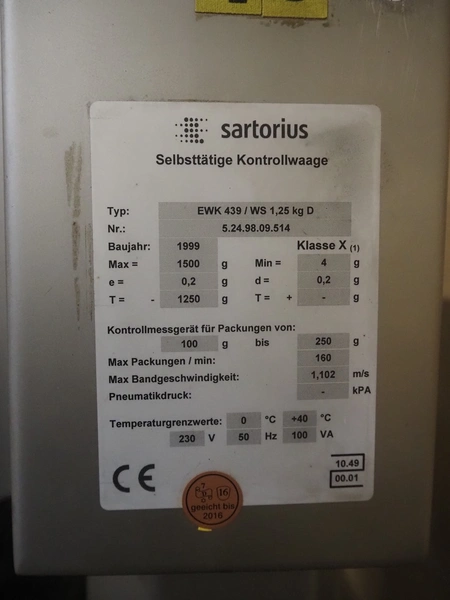 sartorius
Selbsttätige Kontrollwaage
Typ: EWK 439 / WS 1,25 kg D
Nr.: 5.24.98.09.514
Baujahr: 1999 Klasse X (1)
Max = 1500 g Min = 4 g
e = 0,2 g d = 0,2 g
T = - 1250 g T = + - g
Kontrollmessgerät für Packungen von:
100 g bis 250 g
Max Packungen / min: 160
Max Bandgeschwindigkeit: 1,102 m/s
Pneumatikdruck: - kPA
Temperaturgrenzwerte: 0 °C +40 °C
230 V 50 Hz 100 VA
10.49
00.01
CE
16
geeicht bis
2016